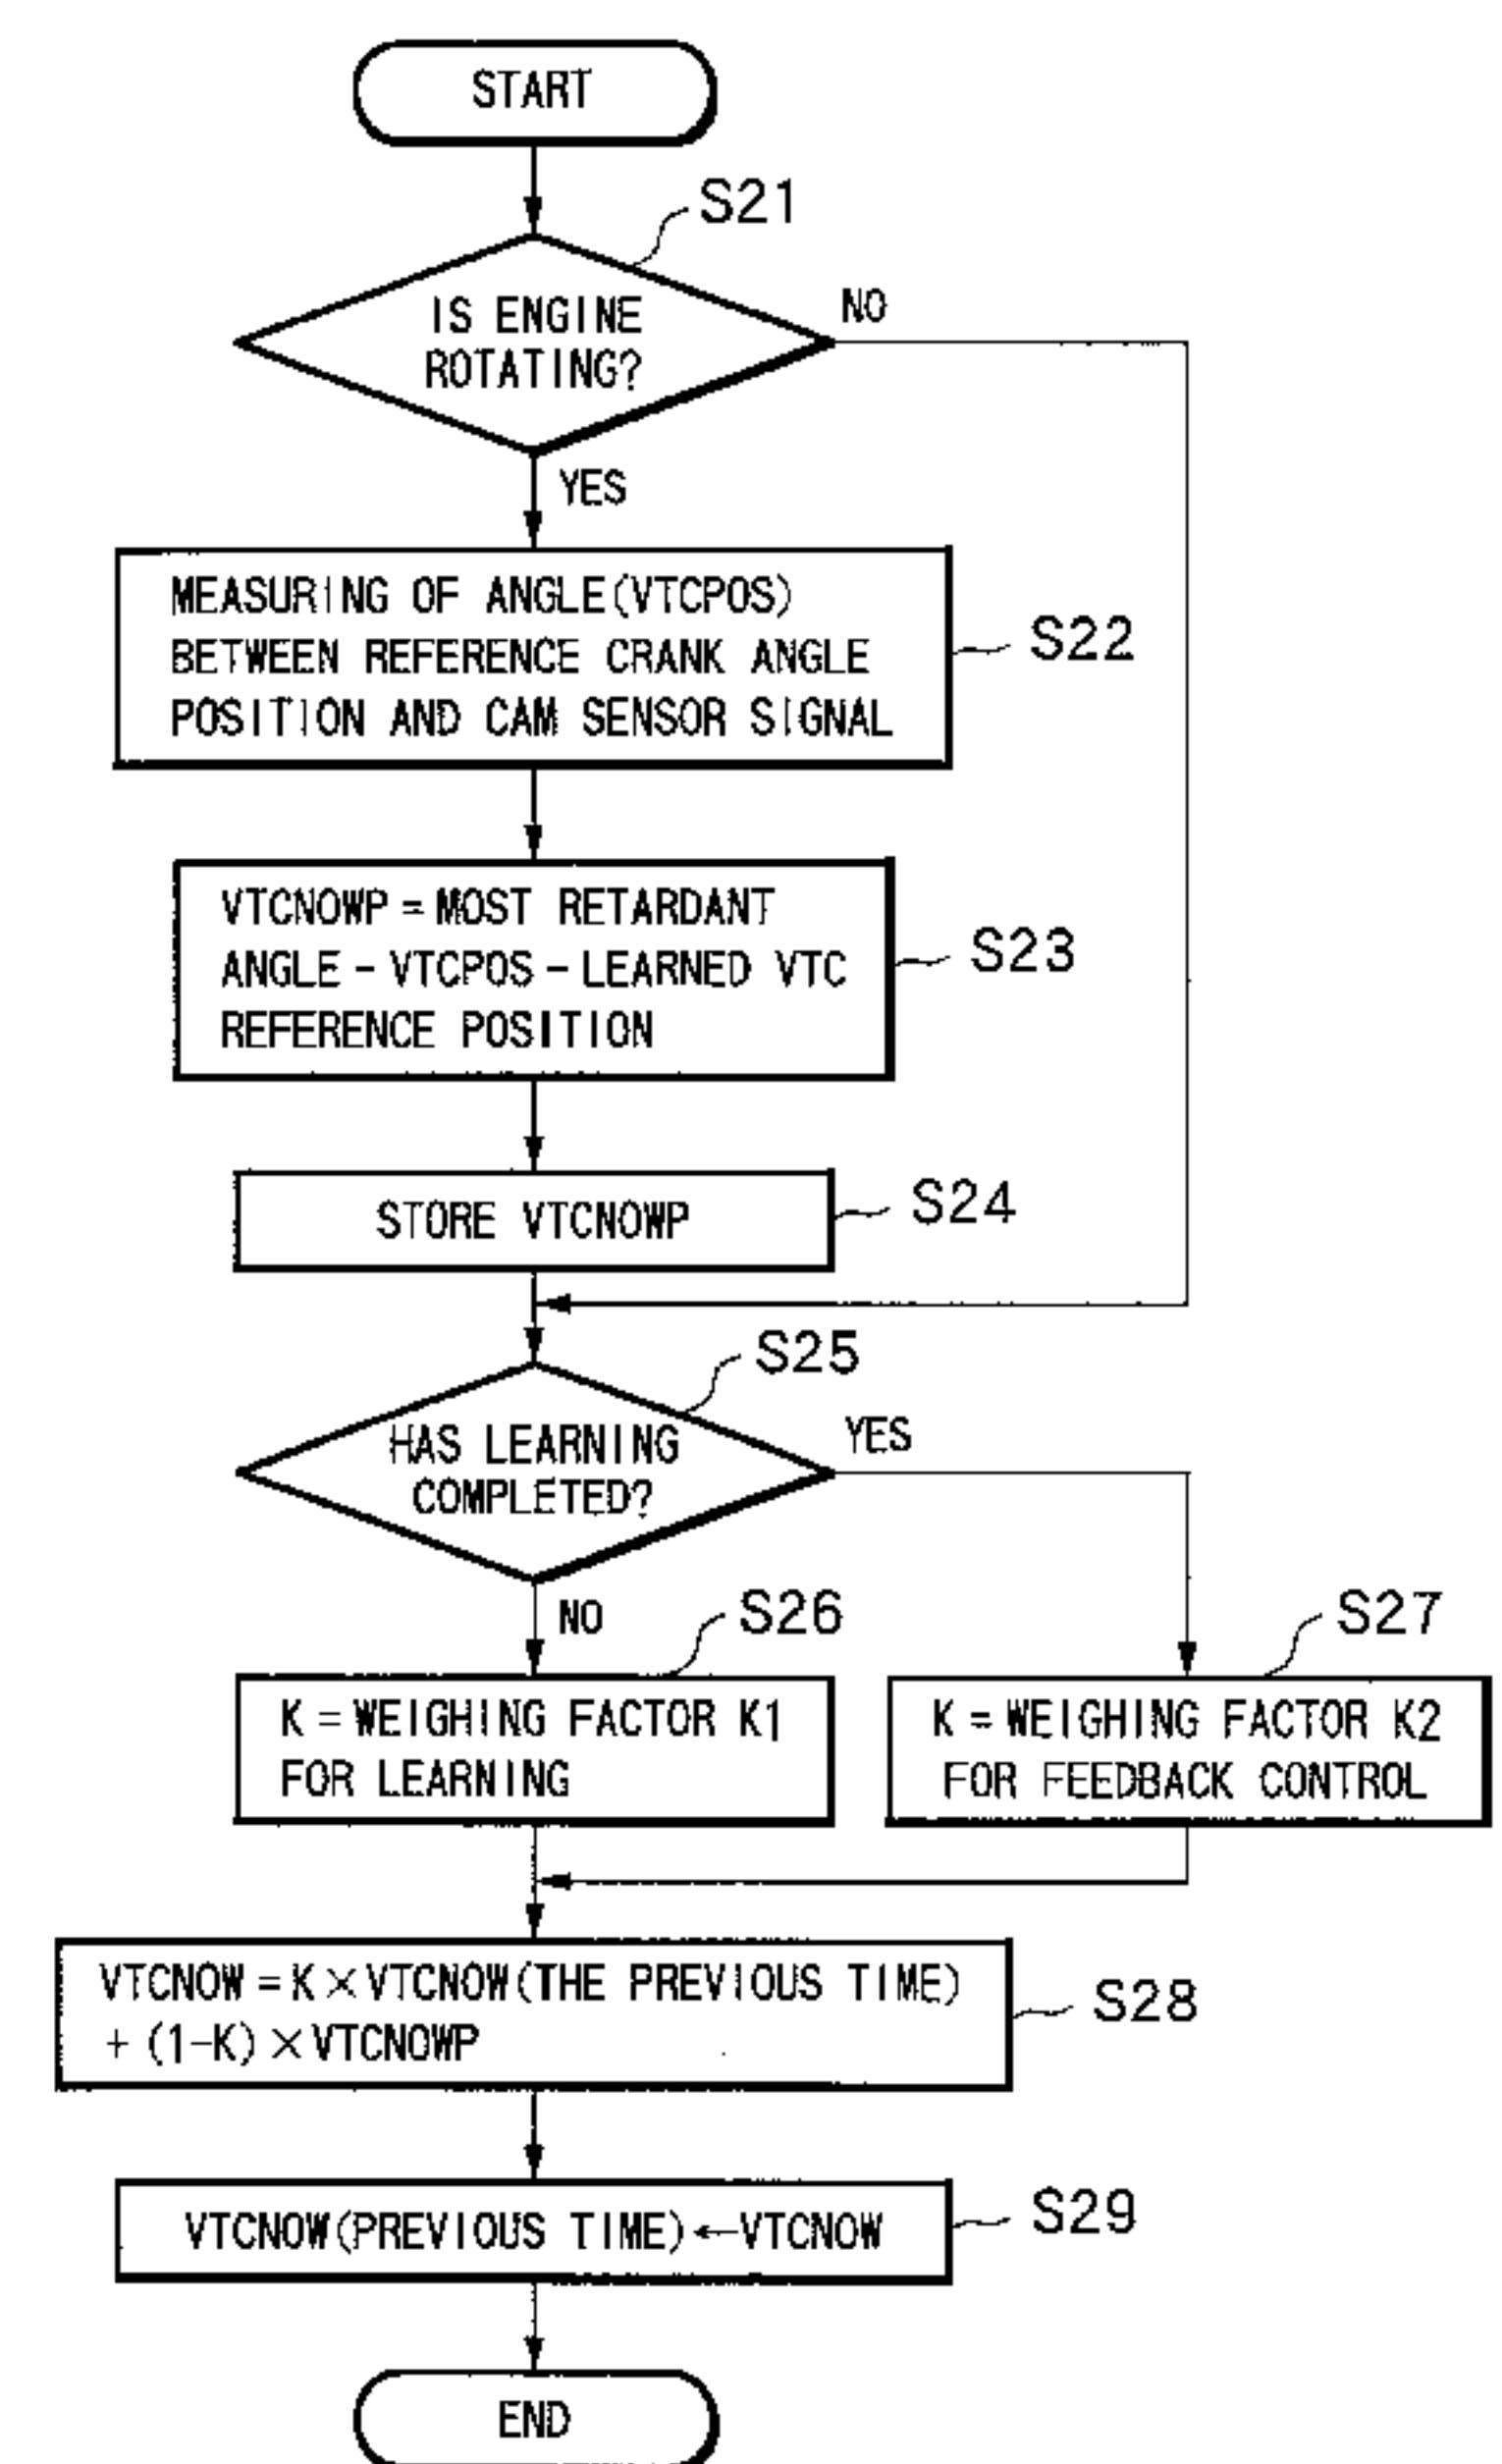 START
S21
IS ENGINE
ROTATING?
NO
YES
MEASURING OF ANGLE(VTCPOS)
BETWEEN REFERENCE CRANK ANGLE
POSITION AND CAM SENSOR SIGNAL
S22
VTCNOWP=MOST RETARDANT
ANGLE-VTCPOS-LEARNED VTC
REFERENCE POSITION
S23
STORE VTCNOWP
S24
S25
HAS LEARNING
COMPLETED?
YES
NO
S26
S27
K=WEIGHING FACTOR K1
FOR LEARNING
K=WEIGHING FACTOR K2
FOR FEEDBACK CONTROL
VTCNOW=K×VTCNOW(THE PREVIOUS TIME)
+(1-K)×VTCNOWP
S28
VTCNOW(PREVIOUS TIME)←VTCNOW
S29
END